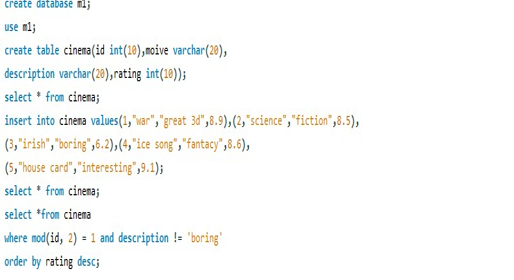 create database m1;
use m1;
create table cinema(id int(10),moive varchar(20),
description varchar(20),rating int(10));
select * from cinema;
insert into cinema values(1,"war","great 3d",8.9),(2,"science","fiction",8.5),
(3,"irish","boring",6.2),(4,"ice song","fantacy",8.6),
(5,"house card","interesting",9.1);
select * from cinema;
select *from cinema
where mod(id, 2) = 1 and description != 'boring'
order by rating desc;